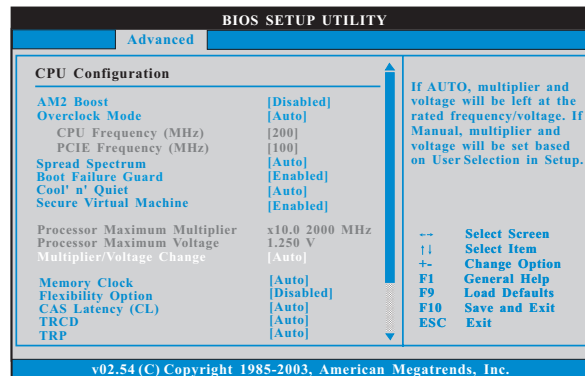 BIOS SETUP UTILITY
Advanced
CPU Configuration
AM2 Boost [Disabled]
Overclock Mode [Auto]
CPU Frequency (MHz) [200]
PCIE Frequency (MHz) [100]
Spread Spectrum [Auto]
Boot Failure Guard [Enabled]
Cool' n' Quiet [Auto]
Secure Virtual Machine [Enabled]
Processor Maximum Multiplier x10.0 2000 MHz
Processor Maximum Voltage 1.250 V
Multiplier/Voltage Change [Auto]
Memory Clock [Auto]
Flexibility Option [Disabled]
CAS Latency (CL) [Auto]
TRCD [Auto]
TRP [Auto]
If AUTO, multiplier and
voltage will be left at the
rated frequency/voltage. If
Manual, multiplier and
voltage will be set based
on User Selection in Setup.
←→ Select Screen
↑↓ Select Item
+- Change Option
F1 General Help
F9 Load Defaults
F10 Save and Exit
ESC Exit
v02.54 (C) Copyright 1985-2003, American Megatrends, Inc.